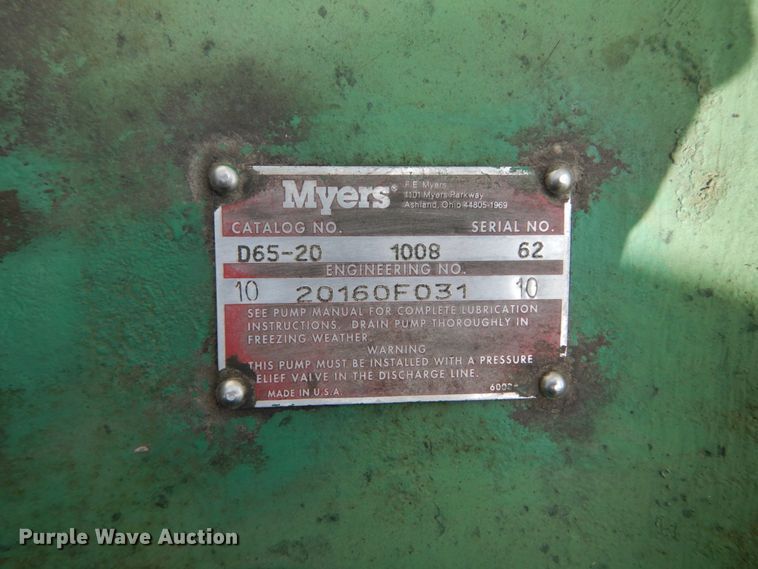 Myers®
F.E. Myers
1101 Myers Parkway
Ashland, Ohio 44805-1969
CATALOG NO. SERIAL NO.
D65-20 1008 62
ENGINEERING NO.
10 20160F031 10
SEE PUMP MANUAL FOR COMPLETE LUBRICATION
INSTRUCTIONS. DRAIN PUMP THOROUGHLY IN
FREEZING WEATHER.
WARNING
THIS PUMP MUST BE INSTALLED WITH A PRESSURE
RELIEF VALVE IN THE DISCHARGE LINE.
MADE IN U.S.A.
Purple Wave Auction